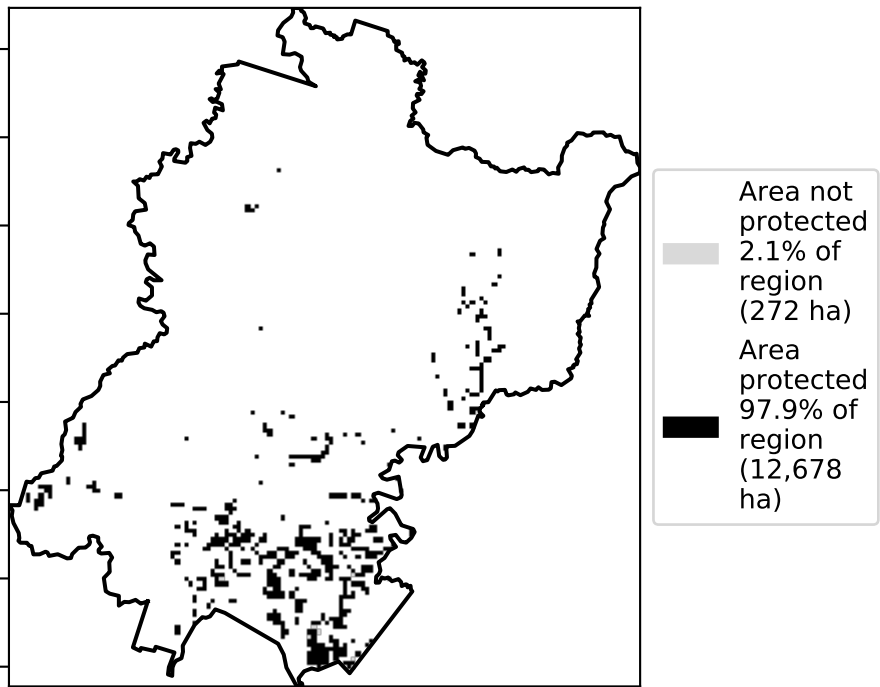 Area not
protected
2.1% of
region
(272 ha)
Area
protected
97.9% of
region
(12,678
ha)